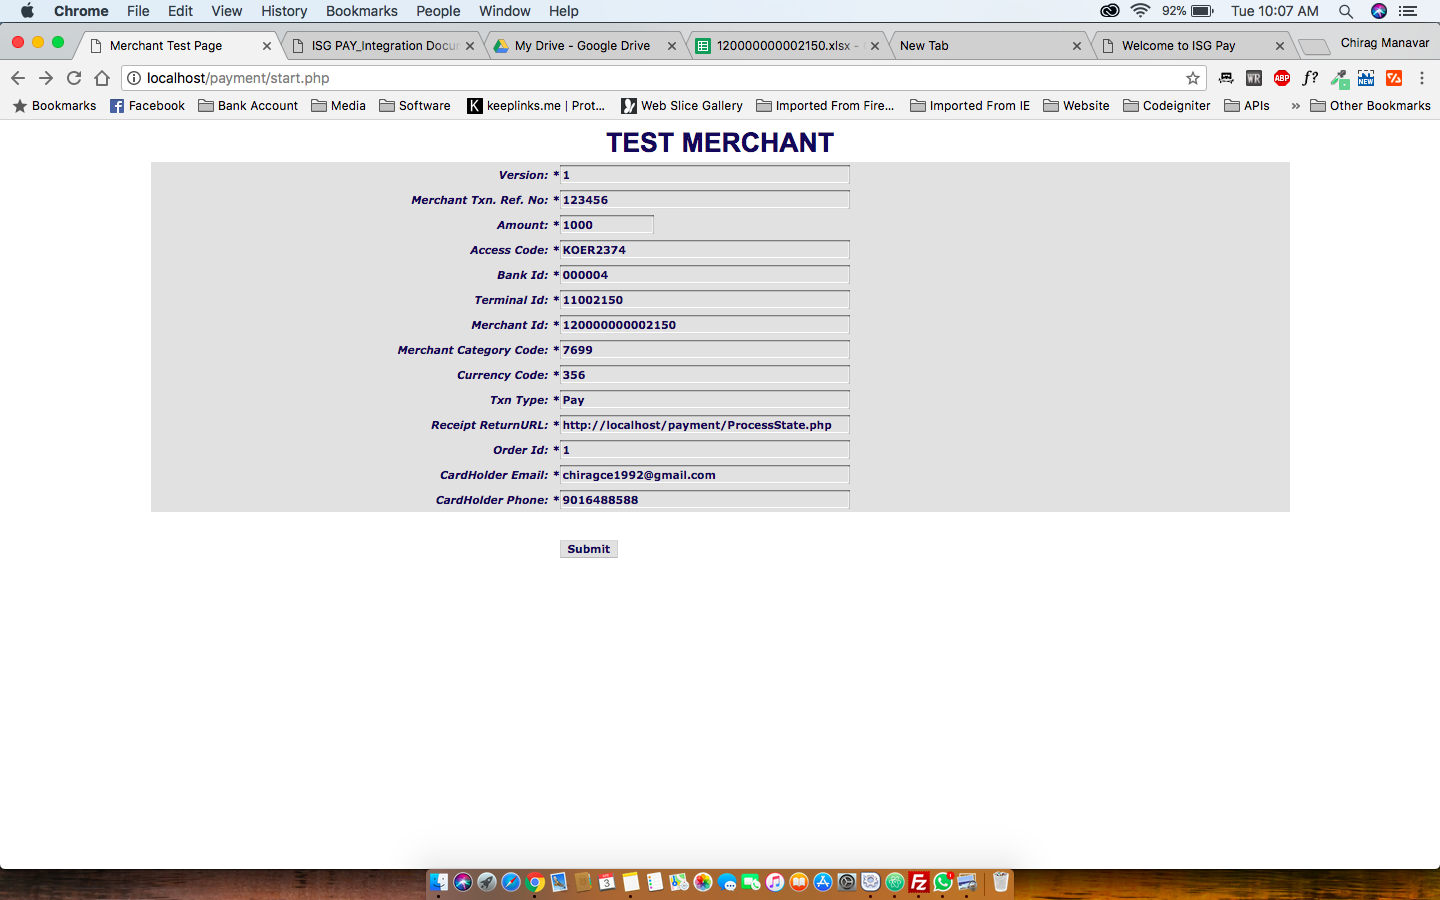 Chrome File Edit View History Bookmarks People Window Help 92% Tue 10:07 AM
Merchant Test Page ISG PAY_Integration Docu My Drive - Google Drive 120000000002150.xlsx - New Tab Welcome to ISG Pay Chirag Manavar
localhost/payment/start.php WR ABP f? NEW
Bookmarks Facebook Bank Account Media Software K keeplinks.me | Prot... Web Slice Gallery Imported From Fire... Imported From IE Website Codeigniter APIs » Other Bookmarks
TEST MERCHANT
Version: * 1
Merchant Txn. Ref. No: * 123456
Amount: * 1000
Access Code: * KOER2374
Bank Id: * 000004
Terminal Id: * 11002150
Merchant Id: * 120000000002150
Merchant Category Code: * 7699
Currency Code: * 356
Txn Type: * Pay
Receipt ReturnURL: * http://localhost/payment/ProcessState.php
Order Id: * 1
CardHolder Email: * chiragce1992@gmail.com
CardHolder Phone: * 9016488588
Submit
3 Fz